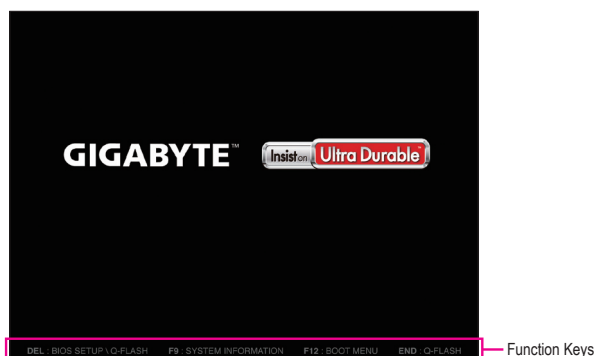 GIGABYTE™
Insist on Ultra Durable™
DEL : BIOS SETUP \ Q-FLASH F9 : SYSTEM INFORMATION F12 : BOOT MENU END : Q-FLASH
Function Keys